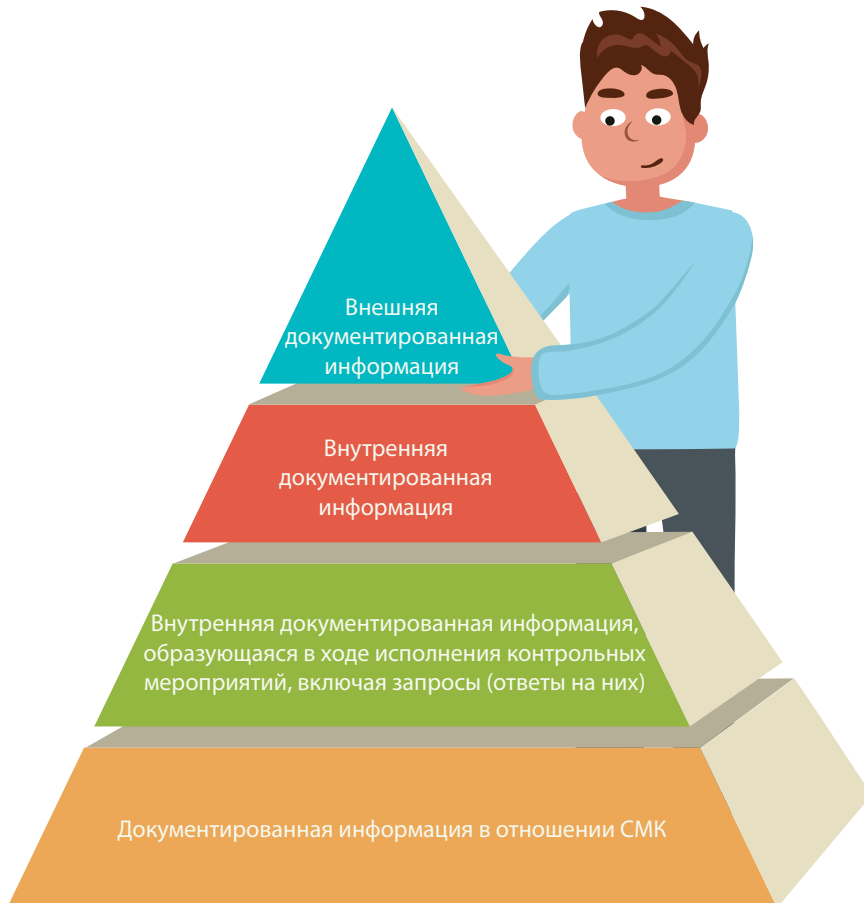 Внешняя
документированная
информация
Внутренняя
документированная
информация
Внутренняя документированная информация,
образующаяся в ходе исполнения контрольных
мероприятий, включая запросы (ответы на них)
Документированная информация в отношении СМК